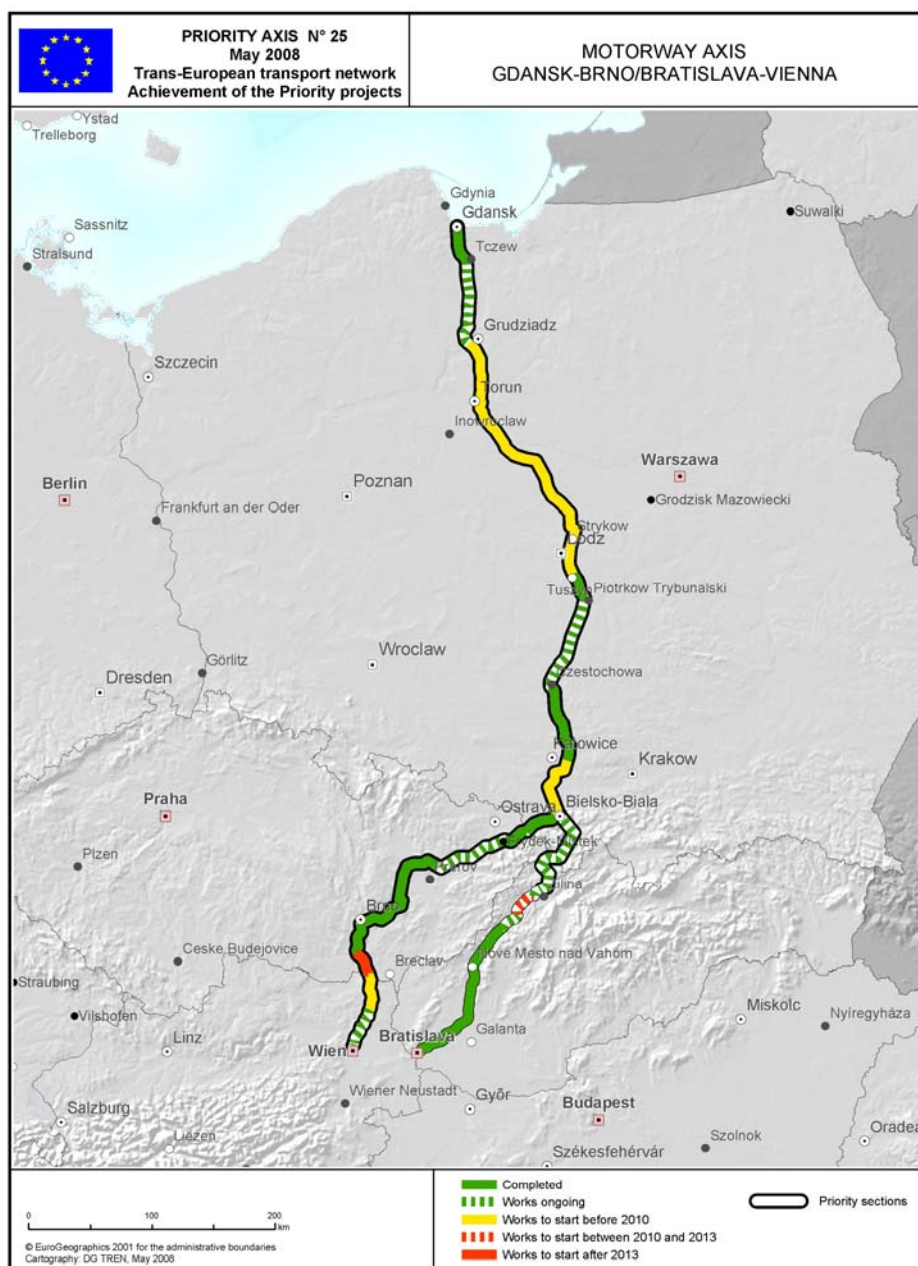 PRIORITY AXIS N° 25
May 2008
Trans-European transport network
Achievement of the Priority projects
MOTORWAY AXIS
GDANSK-BRNO/BRATISLAVA-VIENNA
Ystad
Trelleborg
Gdynia
Suwalki
Gdansk
Sassnitz
Stralsund
Tczew
Grudziadz
Szczecin
Torun
Inowroclaw
Warszawa
Berlin
Poznan
Grodzisk Mazowiecki
Frankfurt an der Oder
Strykow
Lodz
Tuszyn
Piotrkow Trybunalski
Wroclaw
Görlitz
Czestochowa
Dresden
Katowice
Krakow
Praha
Ostrava
Bielsko-Biala
Plzen
Brno
Ceske Budejovice
Breclav
Nove Mesto nad Vahom
Straubing
Vilshofen
Miskolc
Nyíregyháza
Linz
Wien
Bratislava
Galanta
Wiener Neustadt
Györ
Salzburg
Budapest
Liezen
Szolnok
Oradea
Székesfehérvár
Completed
Works ongoing
Works to start before 2010
Works to start between 2010 and 2013
Works to start after 2013
Priority sections
0 100 200
km
© EuroGeographics 2001 for the administrative boundaries
Cartography: DG TREN, May 2008